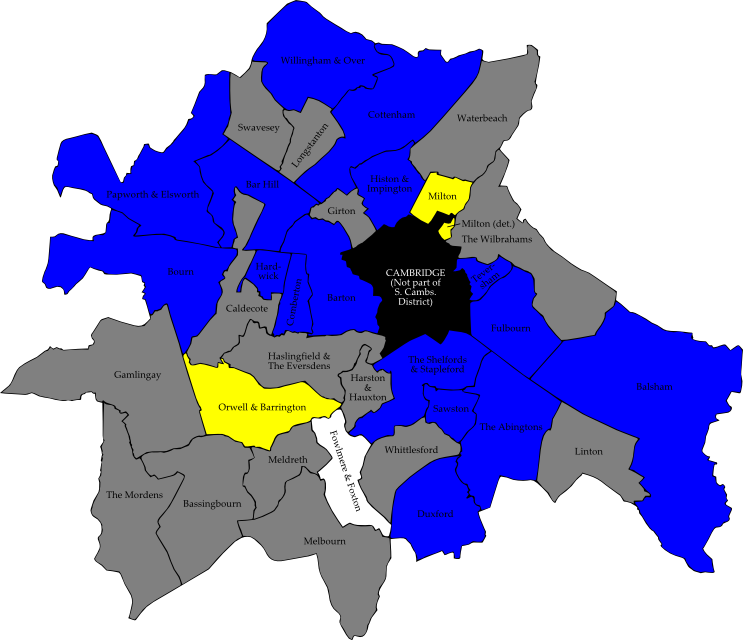 Willingham & Over
Cottenham
Waterbeach
Swavesey
Longstanton
Bar Hill
Histon &
Impington
Milton
Papworth & Elsworth
Girton
Milton (det.)
The Wilbrahams
Bourn
Hard-
wick
Comberton
Barton
CAMBRIDGE
(Not part of
S. Cambs.
District)
Caldecote
Fulbourn
Haslingfield &
The Eversdens
The Shelfords
& Stapleford
Gamlingay
Harston
&
Hauxton
Balsham
Orwell & Barrington
Sawston
The Abingtons
Fowlmere & Foxton
Whittlesford
Linton
Meldreth
The Mordens
Bassingbourn
Duxford
Melbourn